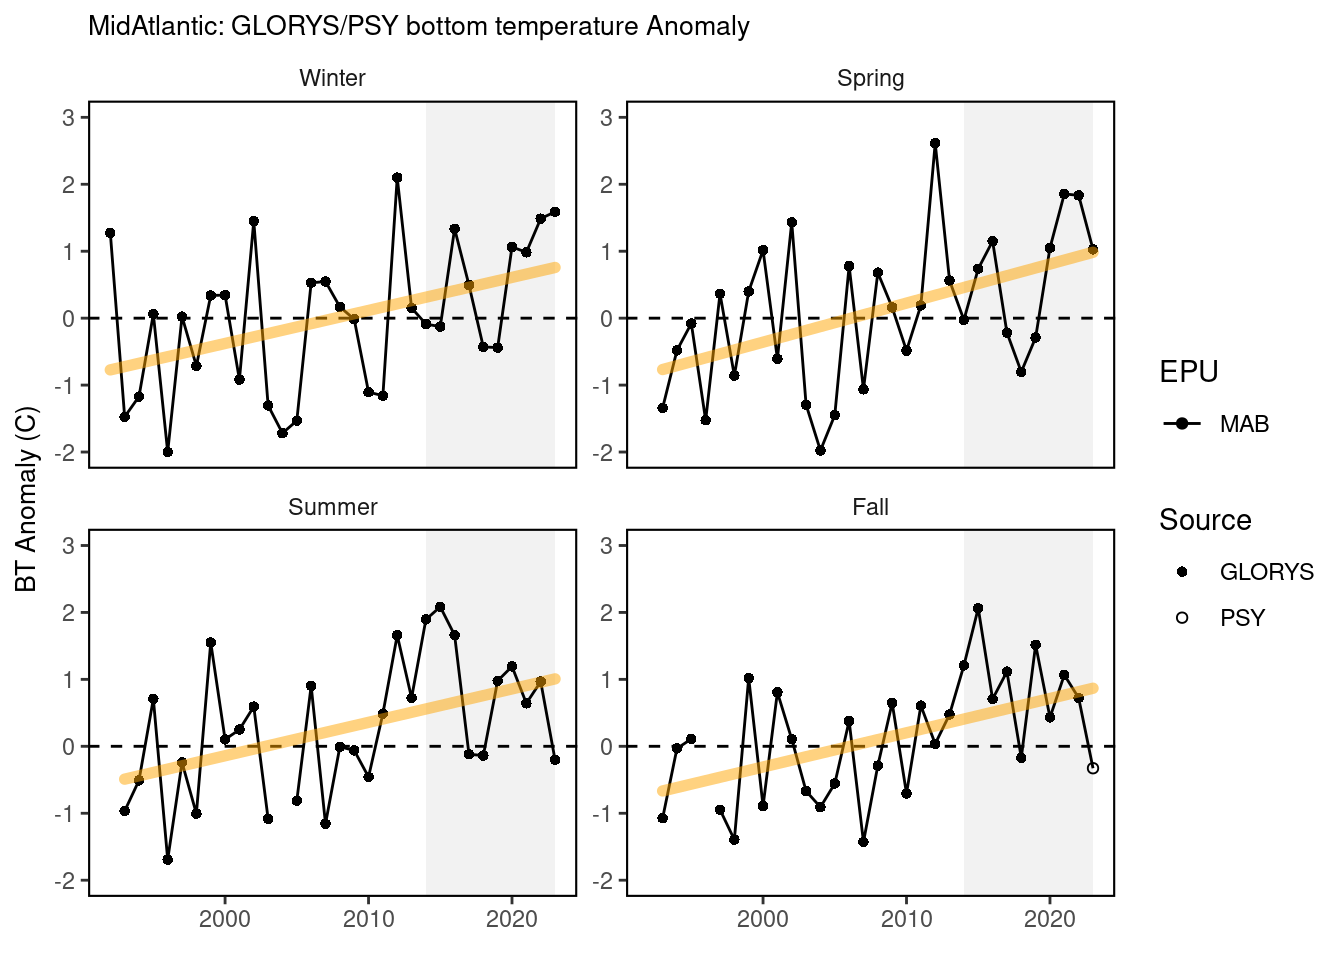 MidAtlantic: GLORYS/PSY bottom temperature Anomaly
Winter
Spring
3
2
1
0
-1
-2
3
2
1
0
-1
-2
Summer
Fall
3
2
1
0
-1
-2
3
2
1
0
-1
-2
2000
2010
2020
2000
2010
2020
BT Anomaly (C)
EPU
MAB
Source
GLORYS
PSY